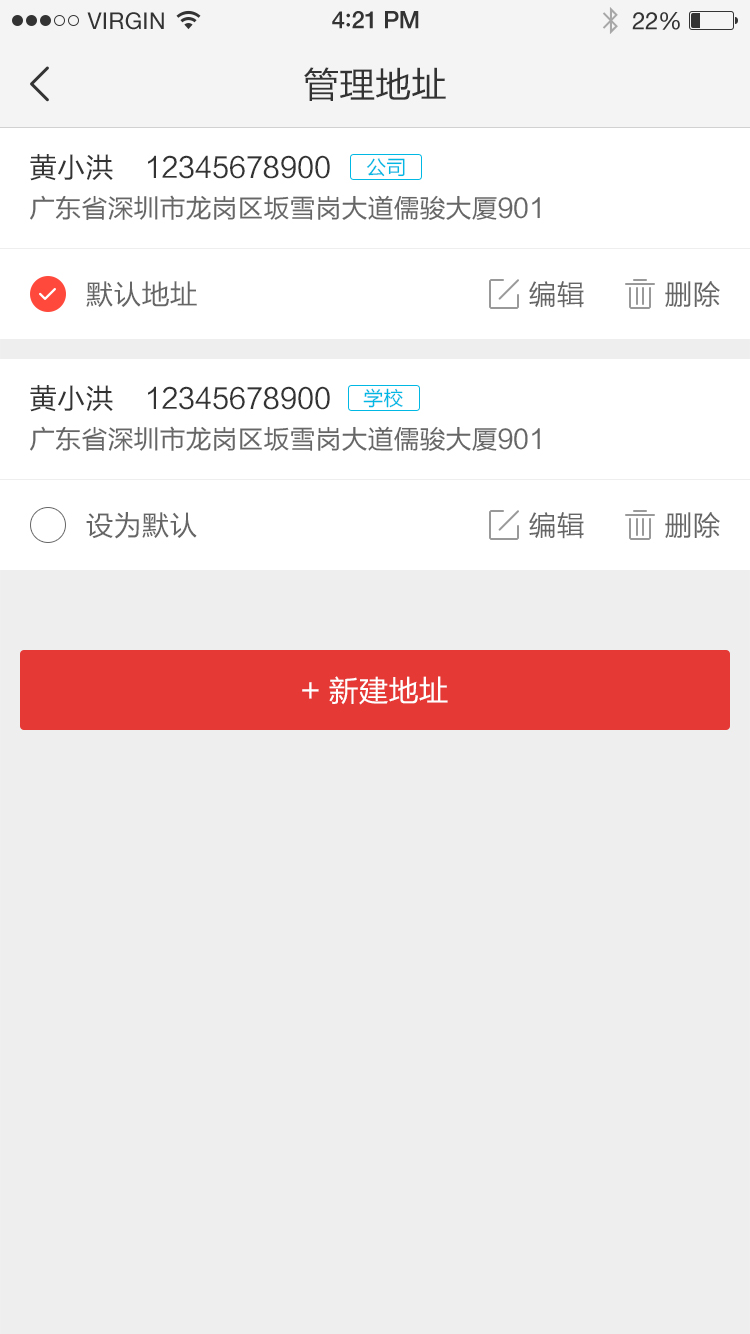 VIRGIN 4:21 PM 22%
管理地址
黄小洪 12345678900 公司
广东省深圳市龙岗区坂雪岗大道儒骏大厦901
默认地址 编辑 删除
黄小洪 12345678900 学校
广东省深圳市龙岗区坂雪岗大道儒骏大厦901
设为默认 编辑 删除
+ 新建地址